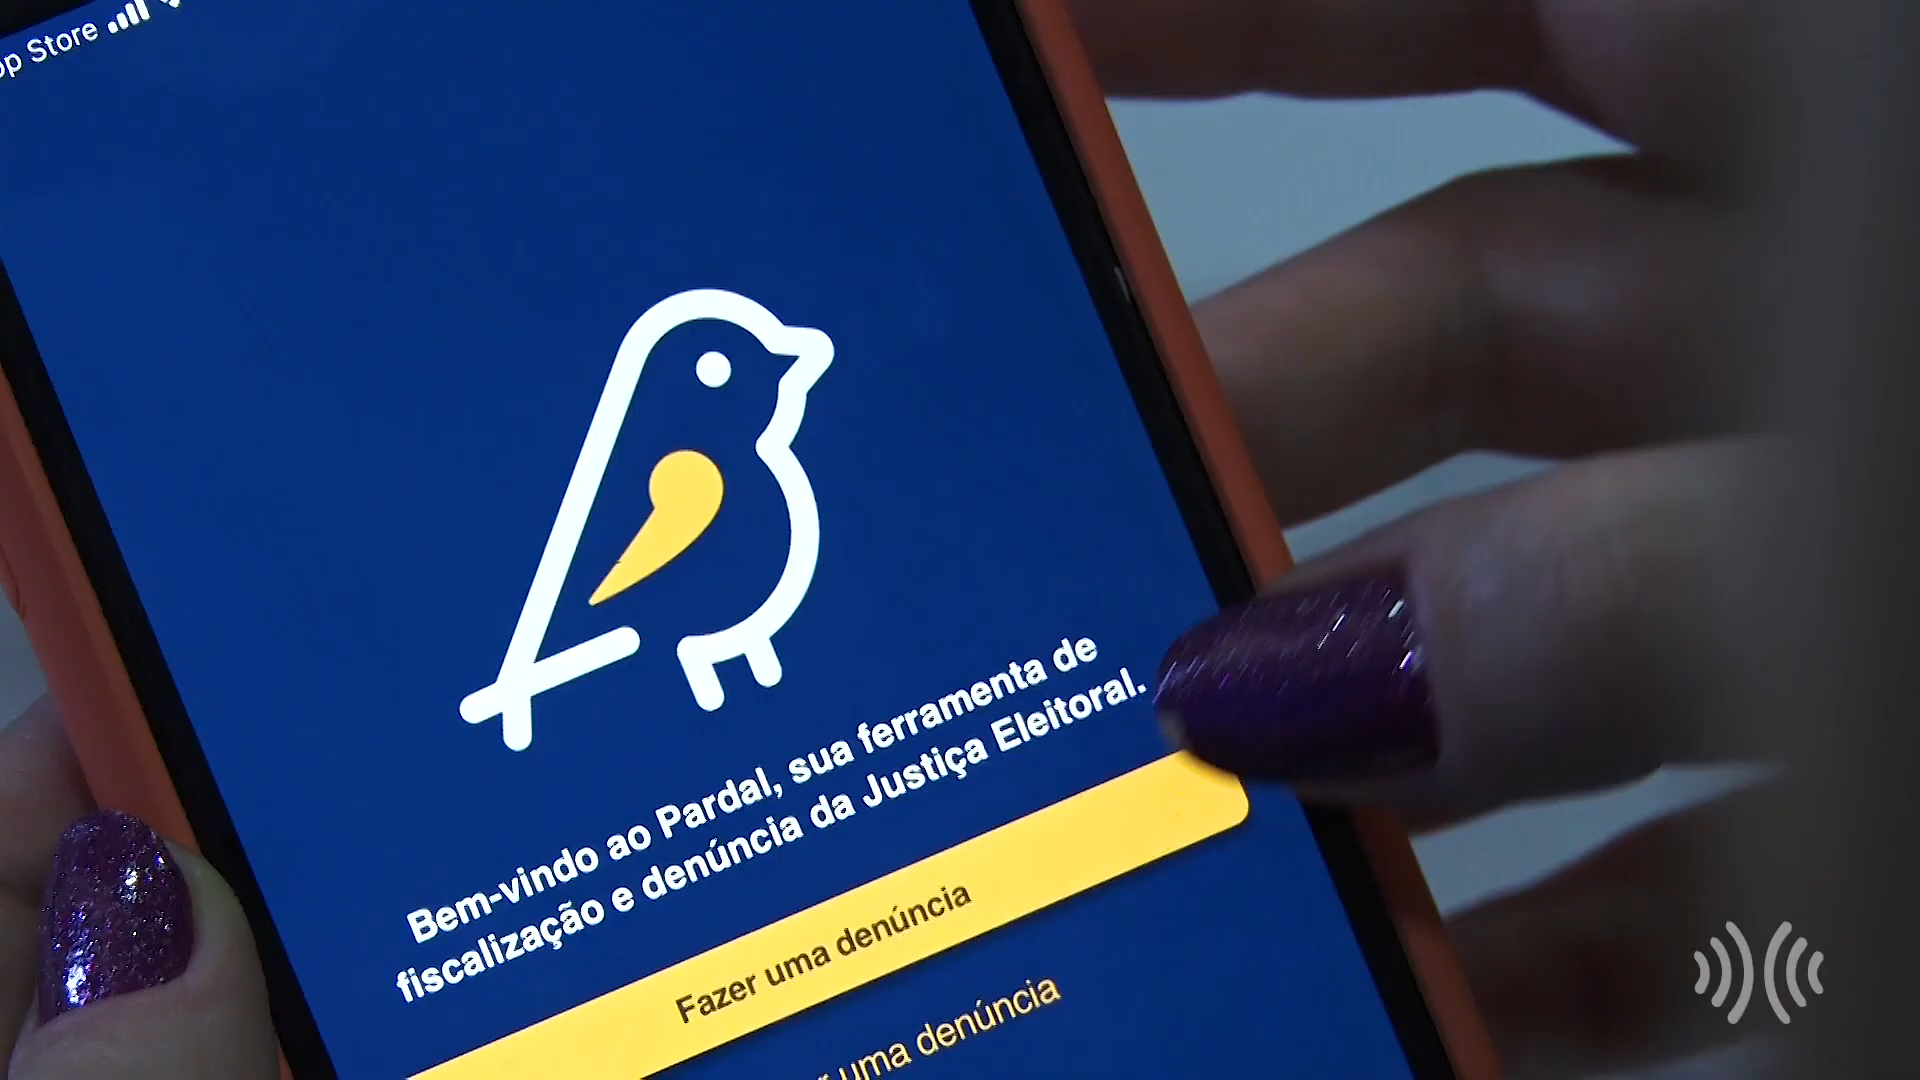 Store
Bem-vindo ao Pardal, sua ferramenta de
fiscalização e denúncia da Justiça Eleitoral.
Fazer uma denúncia
uma denúncia